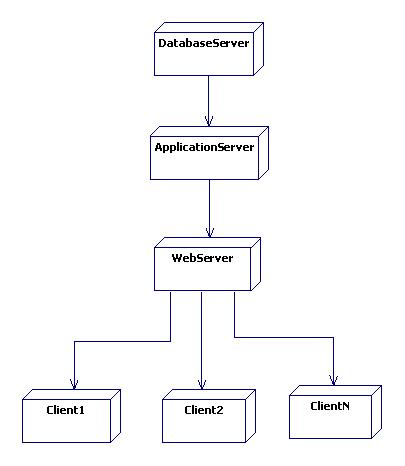 DatabaseServer
ApplicationServer
WebServer
Client1
Client2
ClientN